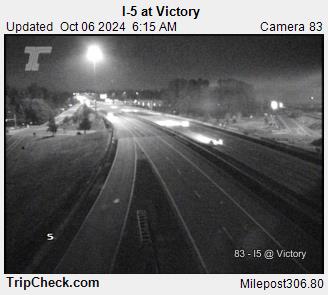 I-5 at Victory
Updated Oct 06 2024 6:15 AM Camera 83
T
S
83 - I5 @ Victory
TripCheck.com Milepost306.80